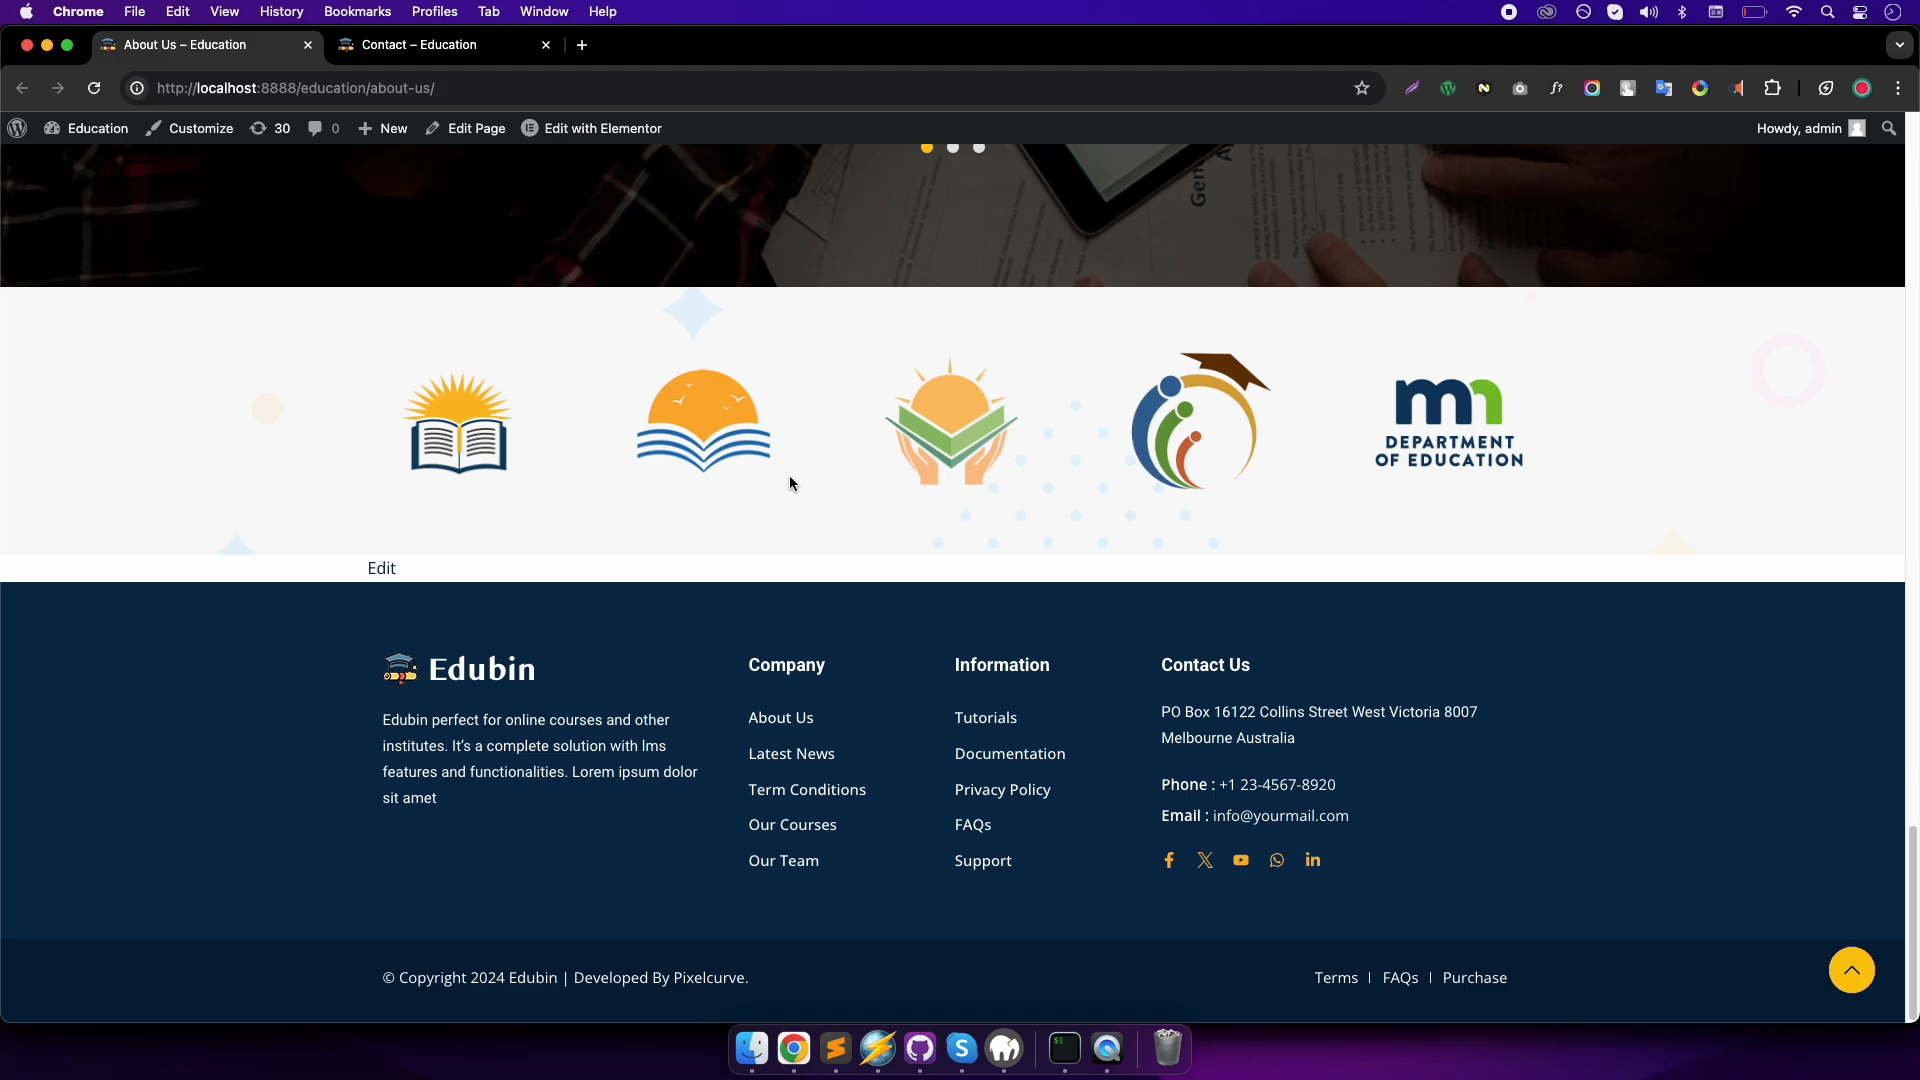 Chrome File Edit View History Bookmarks Profiles Tab Window Help
About Us – Education
Contact – Education
http://localhost:8888/education/about-us/
Education Customize 30 0 New Edit Page Edit with Elementor Howdy, admin
Gen
DEPARTMENT
OF EDUCATION
Edit
Edubin
Edubin perfect for online courses and other
institutes. It's a complete solution with lms
features and functionalities. Lorem ipsum dolor
sit amet
Company
About Us
Latest News
Term Conditions
Our Courses
Our Team
Information
Tutorials
Documentation
Privacy Policy
FAQs
Support
Contact Us
PO Box 16122 Collins Street West Victoria 8007
Melbourne Australia
Phone : +1 23-4567-8920
Email : info@yourmail.com
© Copyright 2024 Edubin | Developed By Pixelcurve.
Terms | FAQs | Purchase